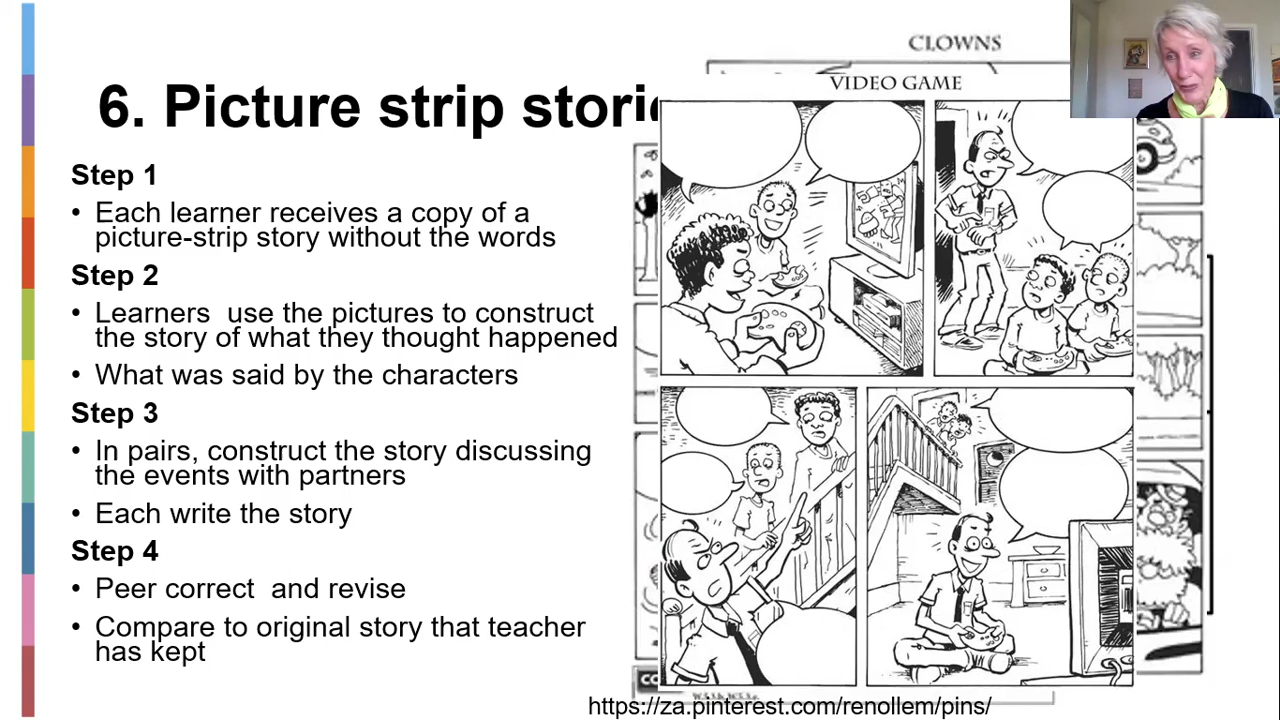 CLOWNS
VIDEO GAME
6. Picture strip stori
Step 1
• Each learner receives a copy of a
picture-strip story without the words
Step 2
• Learners  use the pictures to construct
the story of what they thought happened
• What was said by the characters
Step 3
• In pairs, construct the story discussing
the events with partners
• Each write the story
Step 4
• Peer correct  and revise
• Compare to original story that teacher
has kept
https://za.pinterest.com/renollem/pins/